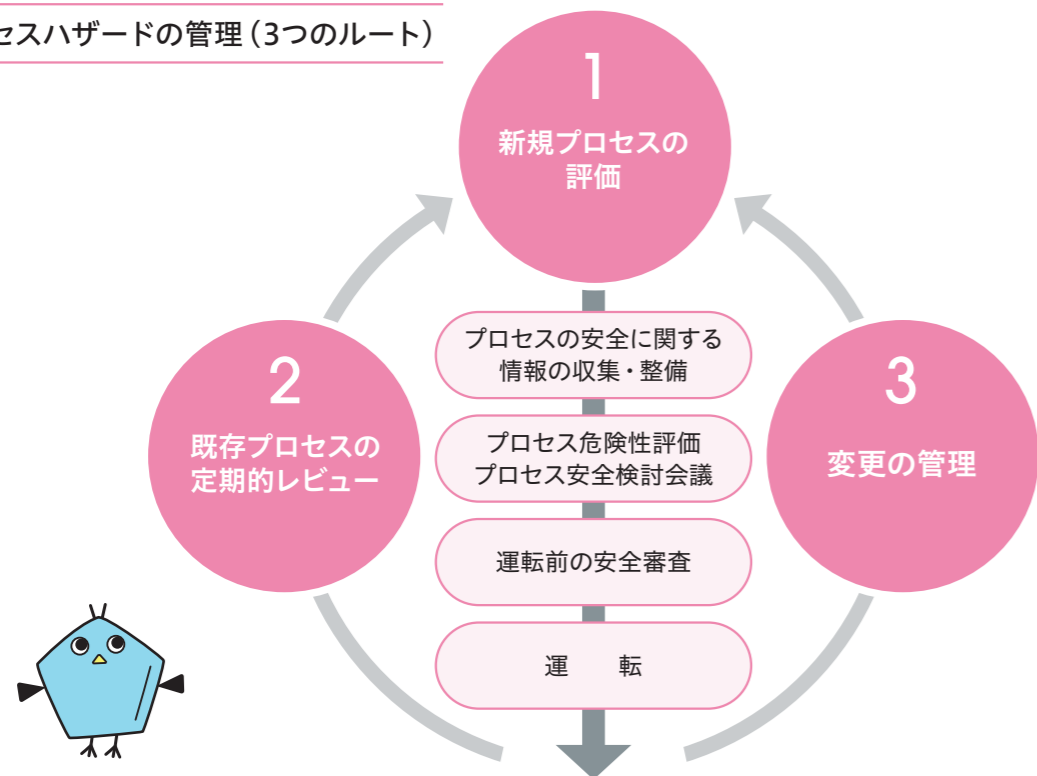 セスハザードの管理（3つのルート）
1
新規プロセスの
評価
プロセスの安全に関する
情報の収集・整備
2
既存プロセスの
定期的レビュー
プロセス危険性評価
プロセス安全検討会議
3
変更の管理
運転前の安全審査
運　転